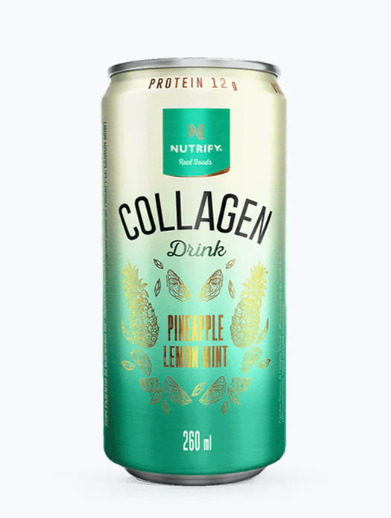 PROTEIN 12 g
NUTRIFY
Real Foods
COLLAGEN
Drink
PINEAPPLE
LEMON MINT
260 ml